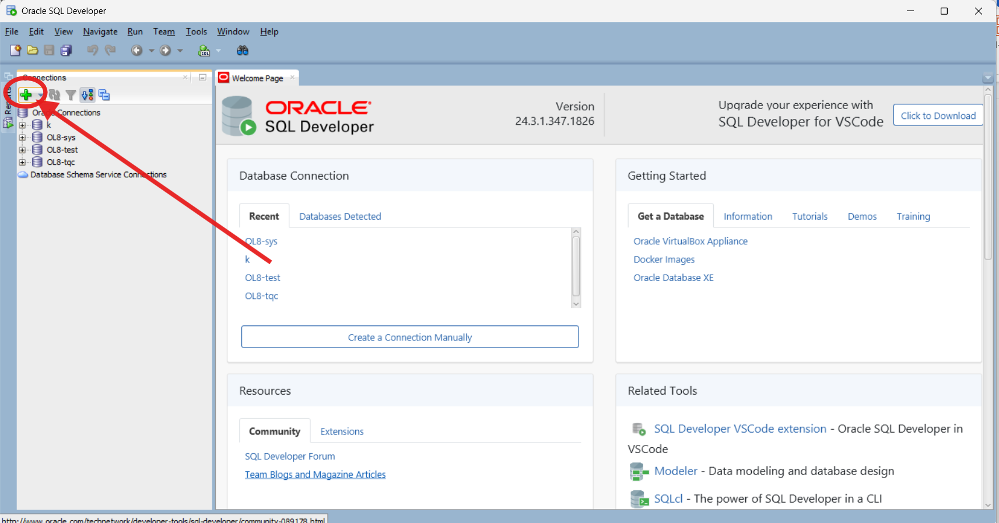 Oracle SQL Developer
File Edit View Navigate Run Team Tools Window Help
Connections
Reports
Oracle Connections
k
OL8-sys
OL8-test
OL8-tqc
Database Schema Service Connections
Welcome Page
ORACLE
SQL Developer
Version
24.3.1.347.1826
Upgrade your experience with
SQL Developer for VSCode
Click to Download
Database Connection
Recent Databases Detected
OL8-sys
k
OL8-test
OL8-tqc
Create a Connection Manually
Getting Started
Get a Database Information Tutorials Demos Training
Oracle VirtualBox Appliance
Docker Images
Oracle Database XE
Resources
Community Extensions
SQL Developer Forum
Team Blogs and Magazine Articles
Related Tools
SQL Developer VSCode extension - Oracle SQL Developer in
VSCode
Modeler - Data modeling and database design
SQLcl - The power of SQL Developer in a CLI
http://www.oracle.com/technetwork/developer-tools/sql-developer/community-089178.html